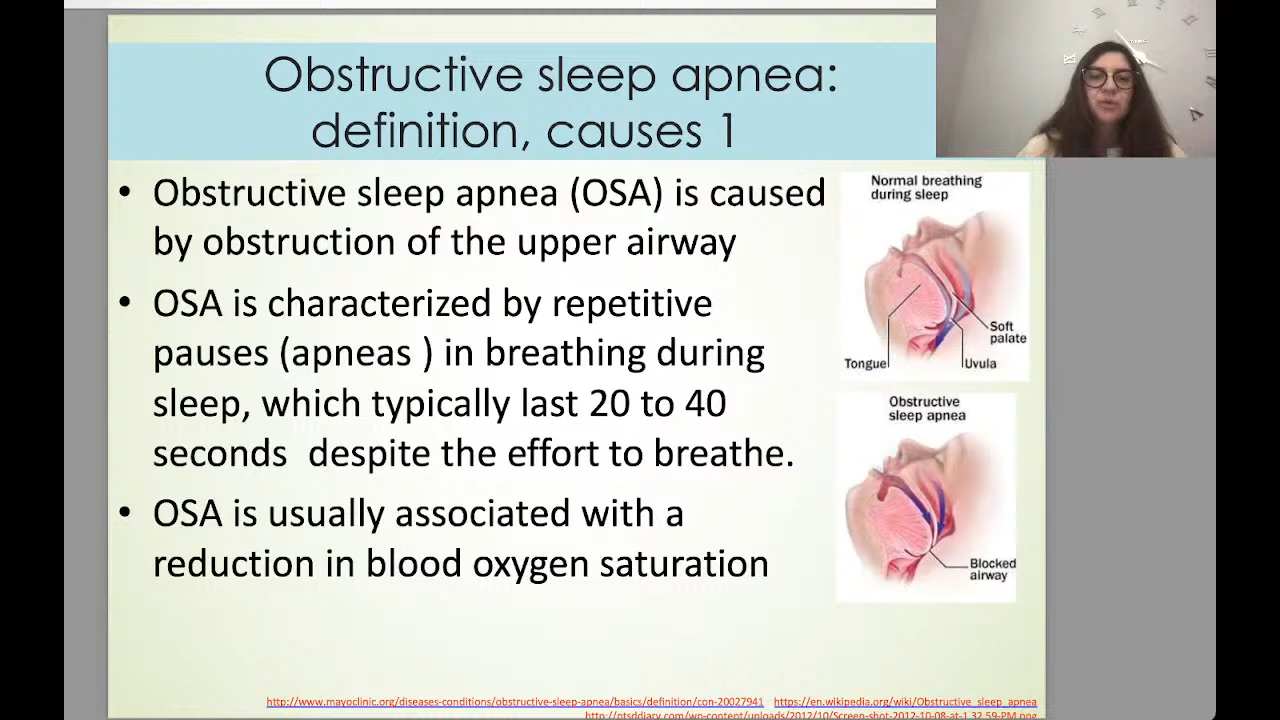 Obstructive sleep apnea:
definition, causes 1
• Obstructive sleep apnea (OSA) is caused
by obstruction of the upper airway
• OSA is characterized by repetitive
pauses (apneas ) in breathing during
sleep, which typically last 20 to 40
seconds  despite the effort to breathe.
• OSA is usually associated with a
reduction in blood oxygen saturation
Normal breathing
during sleep
Soft
palate
Tongue
Uvula
Obstructive
sleep apnea
Blocked
airway
http://www.mayoclinic.org/diseases-conditions/obstructive-sleep-apnea/basics/definition/con-20027941 https://en.wikipedia.org/wiki/Obstructive_sleep_apnea
http://ptsddiary.com/wp-content/uploads/2012/10/Screen-shot-2012-10-08-at-1.32.59-PM.png